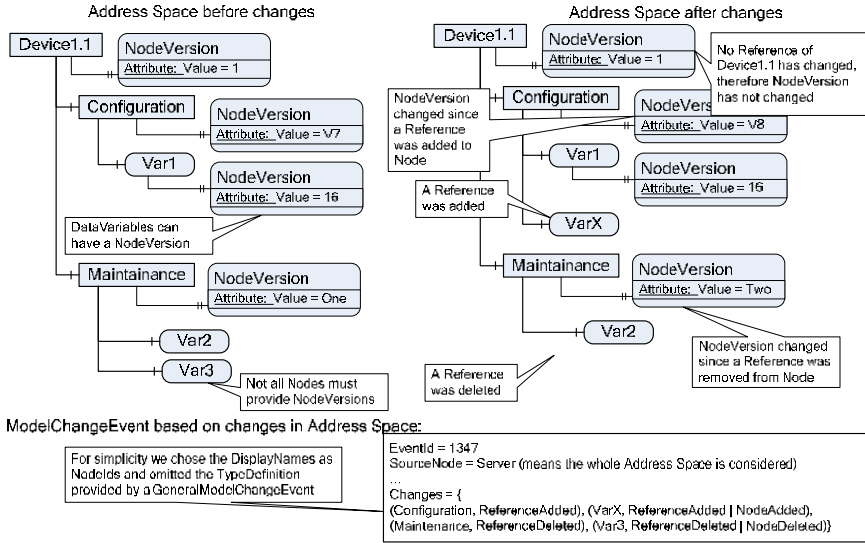 Address Space before changes
Device1.1
NodeVersion
Attribute: Value = 1
Configuration
NodeVersion
Attribute: Value = V7
Var1
NodeVersion
Attribute: Value = 16
DataVariables can
have a NodeVersion
Maintainance
NodeVersion
Attribute: Value = One
Var2
Var3
Not all Nodes must
provide NodeVersions
Address Space after changes
Device1.1
NodeVersion
Attribute: Value = 1
No Reference of
Device1.1 has changed,
therefore NodeVersion
has not changed
Configuration
NodeVersion
changed since
a Reference
was added to
Node
Attribute: Value = V8
Var1
NodeVersion
Attribute: Value = 16
A Reference
was added
VarX
Maintainance
NodeVersion
Attribute: Value = Two
Var2
NodeVersion changed
since a Reference was
removed from Node
A Reference
was deleted
ModelChangeEvent based on changes in Address Space:
For simplicity we chose the DisplayNames as
NodeIds and omitted the TypeDefinition
provided by a GeneralModelChangeEvent
EventId = 1347
SourceNode = Server (means the whole Address Space is considered)
...
Changes = {
(Configuration, ReferenceAdded), (VarX, ReferenceAdded | NodeAdded),
(Maintenance, ReferenceDeleted), (Var3, ReferenceDeleted | NodeDeleted)}